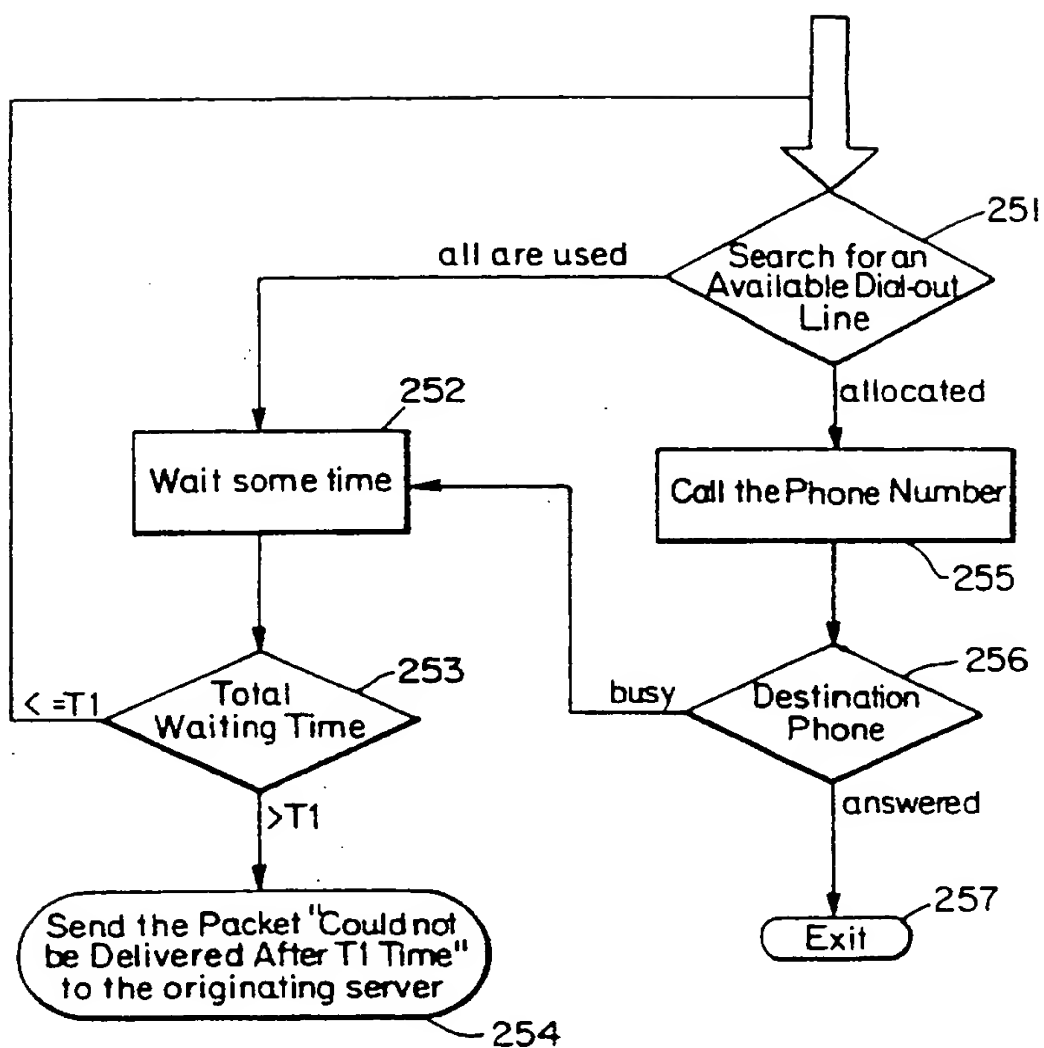 251
all are used
Search for an
Available Dial-out
Line
252
allocated
Wait some time
Call the Phone Number
255
253
256
< =T1
Total
Waiting Time
busy
Destination
Phone
>T1
answered
Send the Packet "Could not
be Delivered After T1 Time"
to the originating server
257
Exit
254